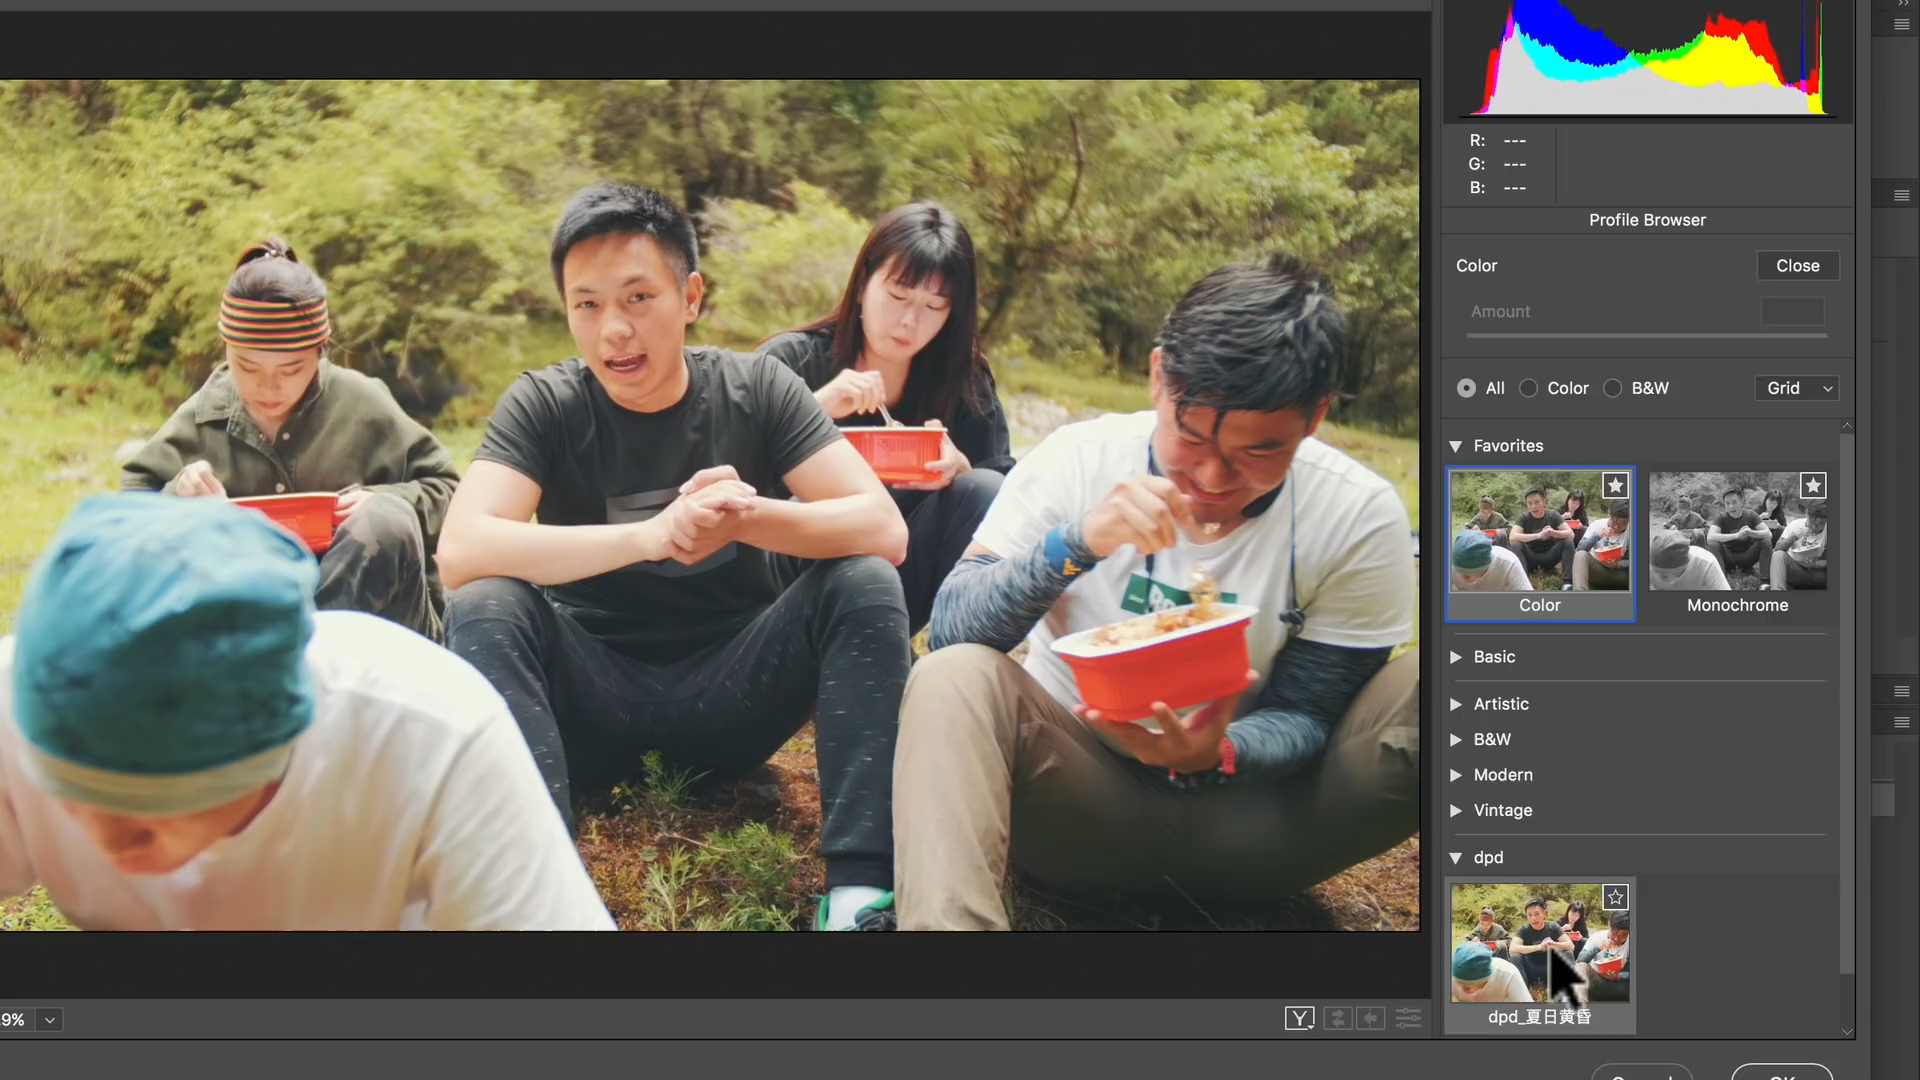 R: ---
G: ---
B: ---
Profile Browser
Color
Close
Amount
All
Color
B&W
Grid
Favorites
Color
Monochrome
Basic
Artistic
B&W
Modern
Vintage
dpd
dpd_夏日黄昏
.9%
Y